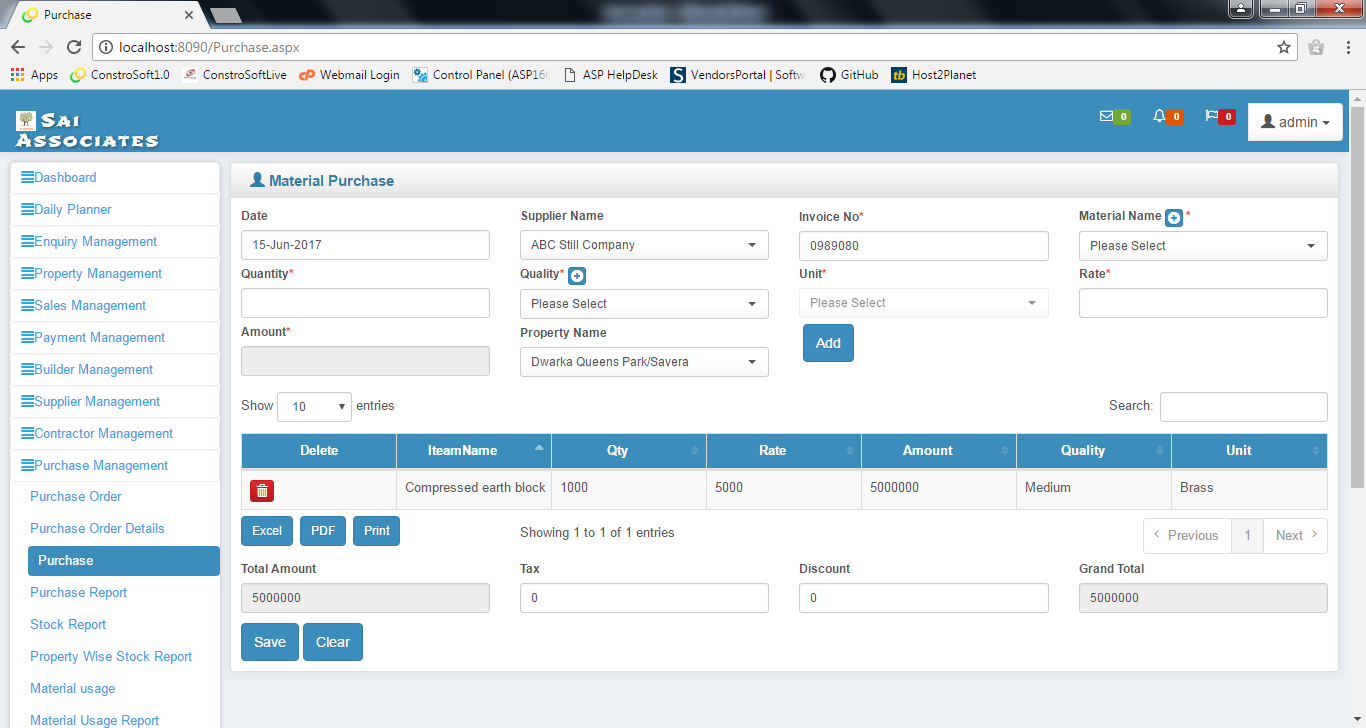 Purchase
localhost:8090/Purchase.aspx
Apps ConstroSoft1.0 ConstroSoftLive Webmail Login Control Panel (ASP166 ASP HelpDesk VendorsPortal | Softw GitHub Host2Planet
Sai Associates
0 0 0 admin
Dashboard
Daily Planner
Enquiry Management
Property Management
Sales Management
Payment Management
Builder Management
Supplier Management
Contractor Management
Purchase Management
Purchase Order
Purchase Order Details
Purchase
Purchase Report
Stock Report
Property Wise Stock Report
Material usage
Material Usage Report
Material Purchase
Date Supplier Name Invoice No* Material Name *
15-Jun-2017 ABC Still Company 0989080 Please Select
Quantity* Quality* Unit* Rate*
Please Select Please Select
Amount* Property Name
Dwarka Queens Park/Savera Add
Show 10 entries Search:
Delete IteamName Qty Rate Amount Quality Unit
Compressed earth block 1000 5000 5000000 Medium Brass
Excel PDF Print Showing 1 to 1 of 1 entries Previous 1 Next
Total Amount Tax Discount Grand Total
5000000 0 0 5000000
Save Clear